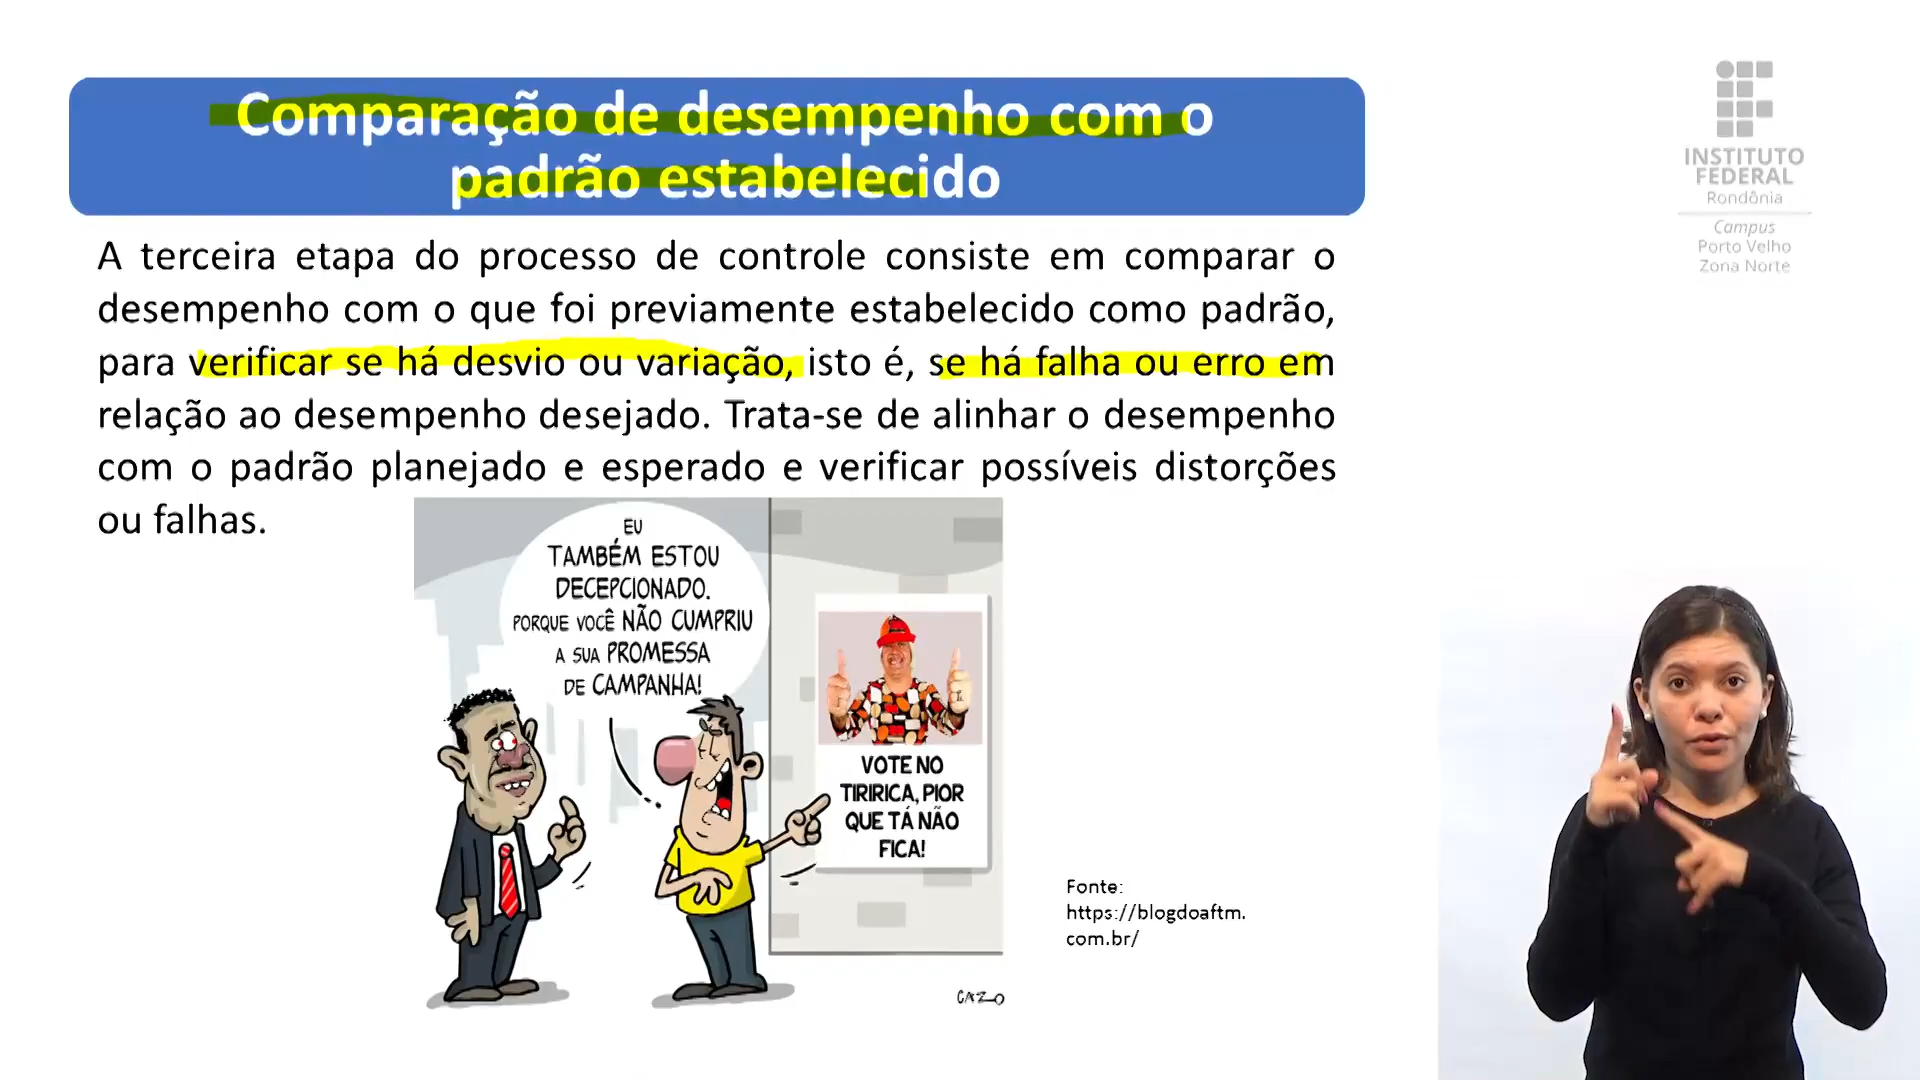 Comparação de desempenho com o
padrão estabelecido
A terceira etapa do processo de controle consiste em comparar o
desempenho com o que foi previamente estabelecido como padrão,
para verificar se há desvio ou variação, isto é, se há falha ou erro em
relação ao desempenho desejado. Trata-se de alinhar o desempenho
com o padrão planejado e esperado e verificar possíveis distorções
ou falhas.
EU
TAMBÉM ESTOU
DECEPCIONADO.
PORQUE VOCÊ NÃO CUMPRIU
A SUA PROMESSA
DE CAMPANHA!
VOTE NO
TIRIRICA, PIOR
QUE TÁ NÃO
FICA!
CAZO
Fonte:
https://blogdoaftm.
com.br/
INSTITUTO
FEDERAL
Rondônia
Campus
Porto Velho
Zona Norte